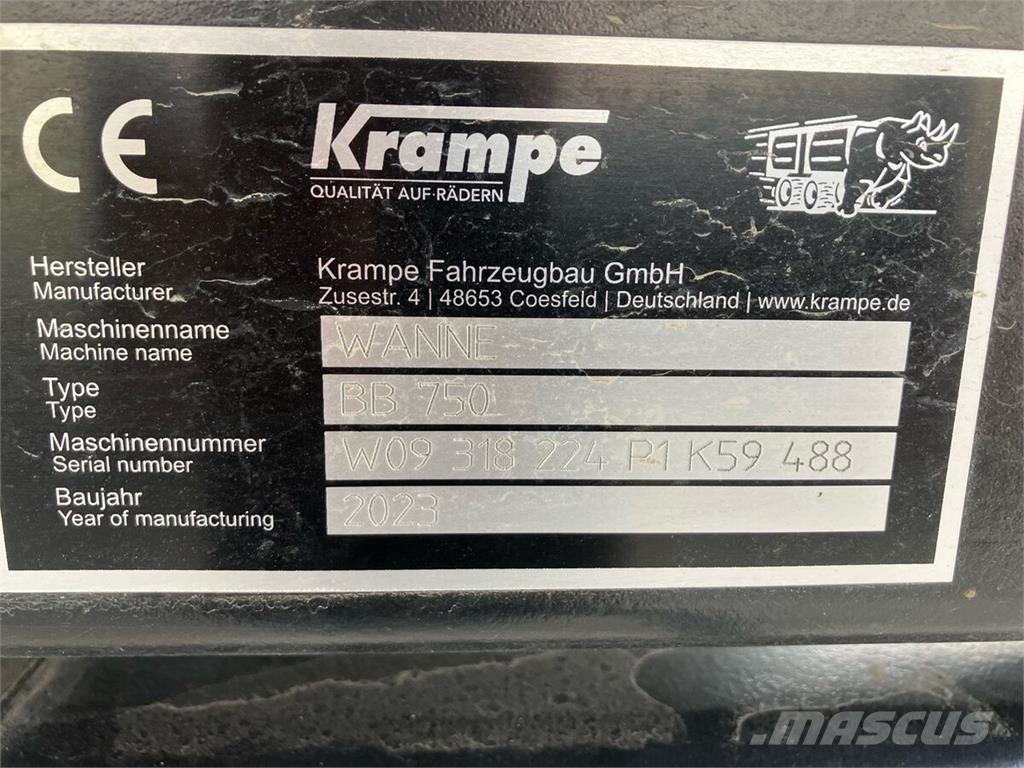 CE
Krampe
QUALITÄT AUF·RÄDERN
Hersteller
Manufacturer
Krampe Fahrzeugbau GmbH
Zusestr. 4 | 48653 Coesfeld | Deutschland | www.krampe.de
Maschinenname
Machine name
WANNE
Type
Type
BB 750
Maschinennummer
Serial number
W09 318 224 P1 K59 488
Baujahr
Year of manufacturing
2023
MASCUS